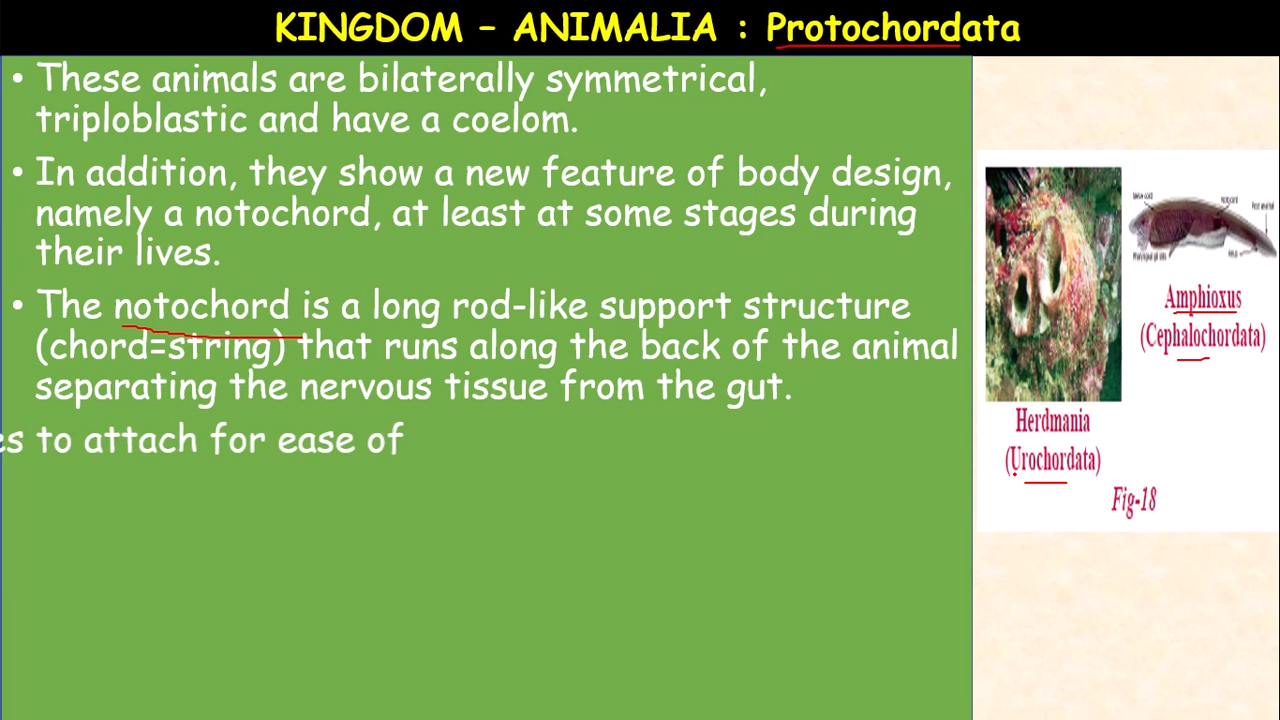 KINGDOM – ANIMALIA : Protochordata
• These animals are bilaterally symmetrical,
triploblastic and have a coelom.
• In addition, they show a new feature of body design,
namely a notochord, at least at some stages during
their lives.
• The notochord is a long rod-like support structure
(chord=string) that runs along the back of the animal
separating the nervous tissue from the gut.
es to attach for ease of
Amphioxus
(Cephalochordata)
Herdmania
(Urochordata)
Fig-18